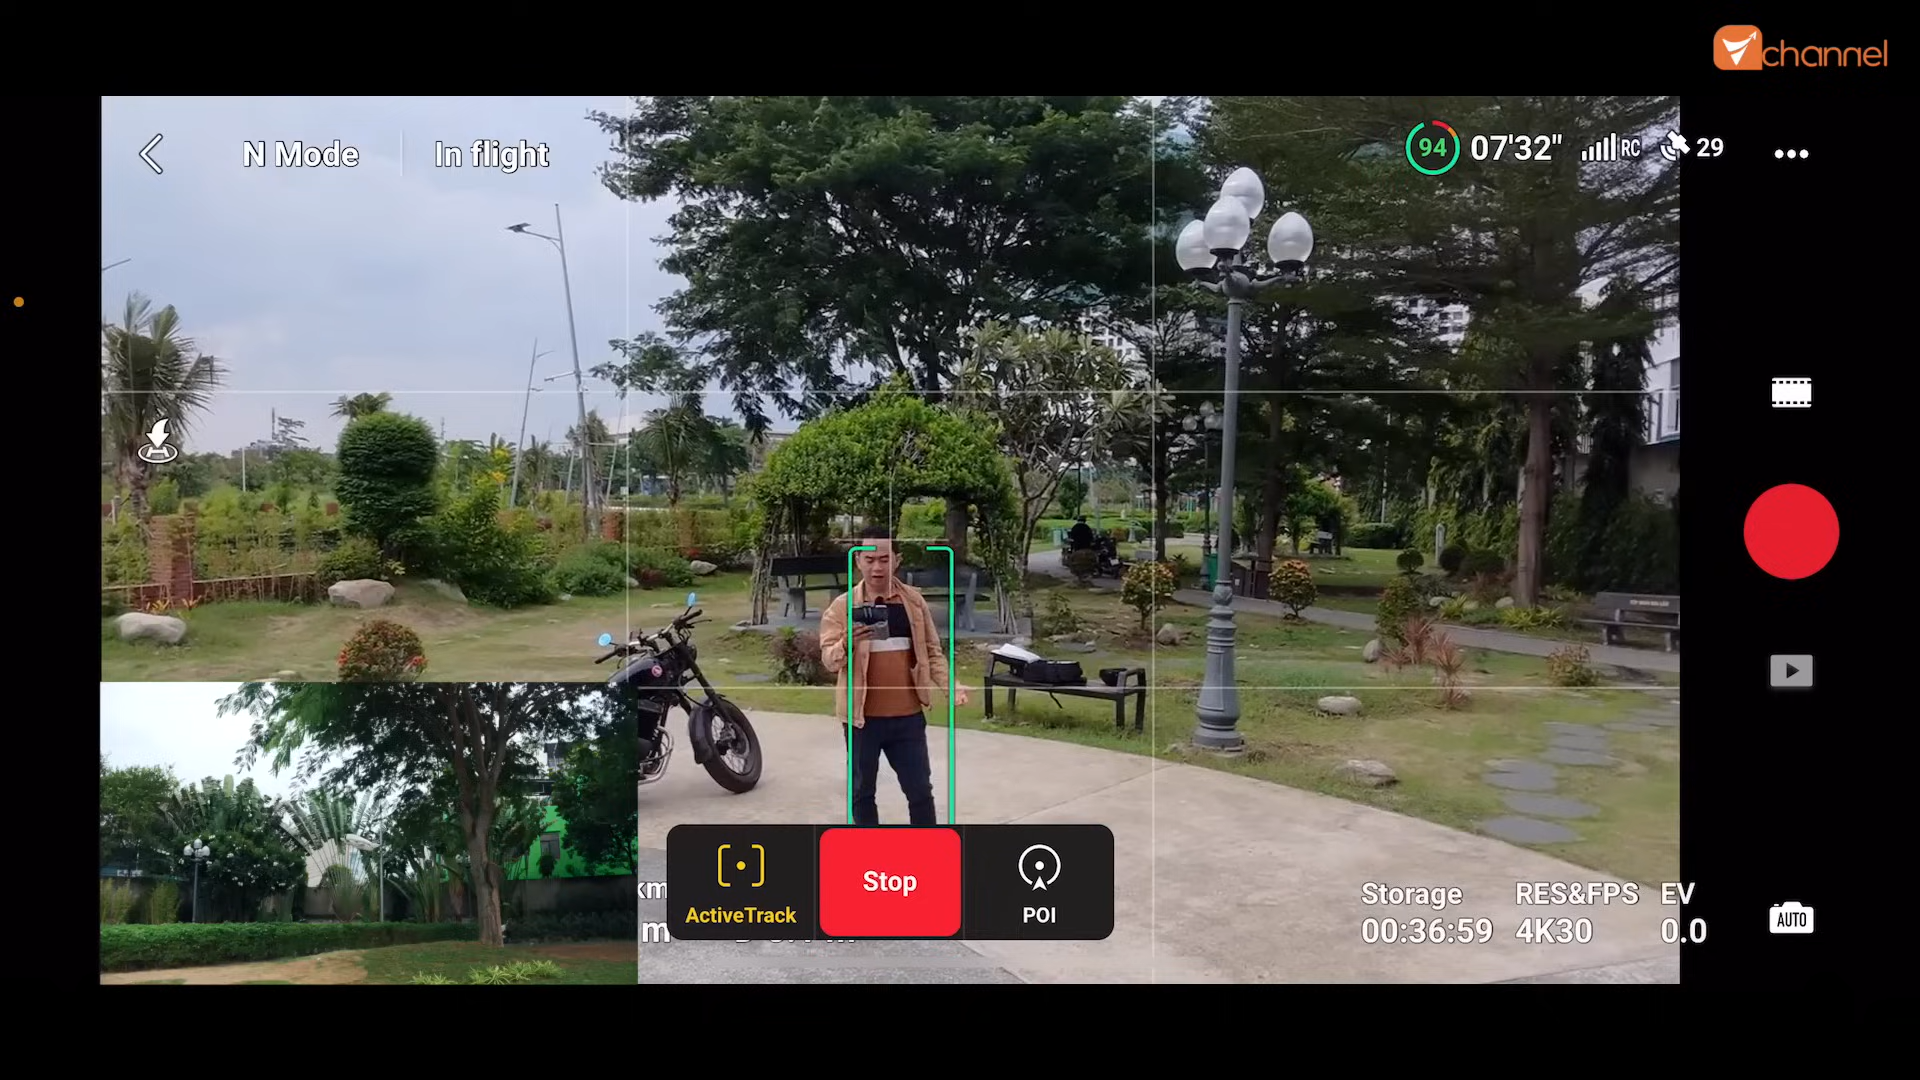 channel
N Mode
In flight
94
07'32"
RC
29
ActiveTrack
Stop
POI
km
m
Storage
00:36:59
RES&FPS
4K30
EV
0.0
AUTO